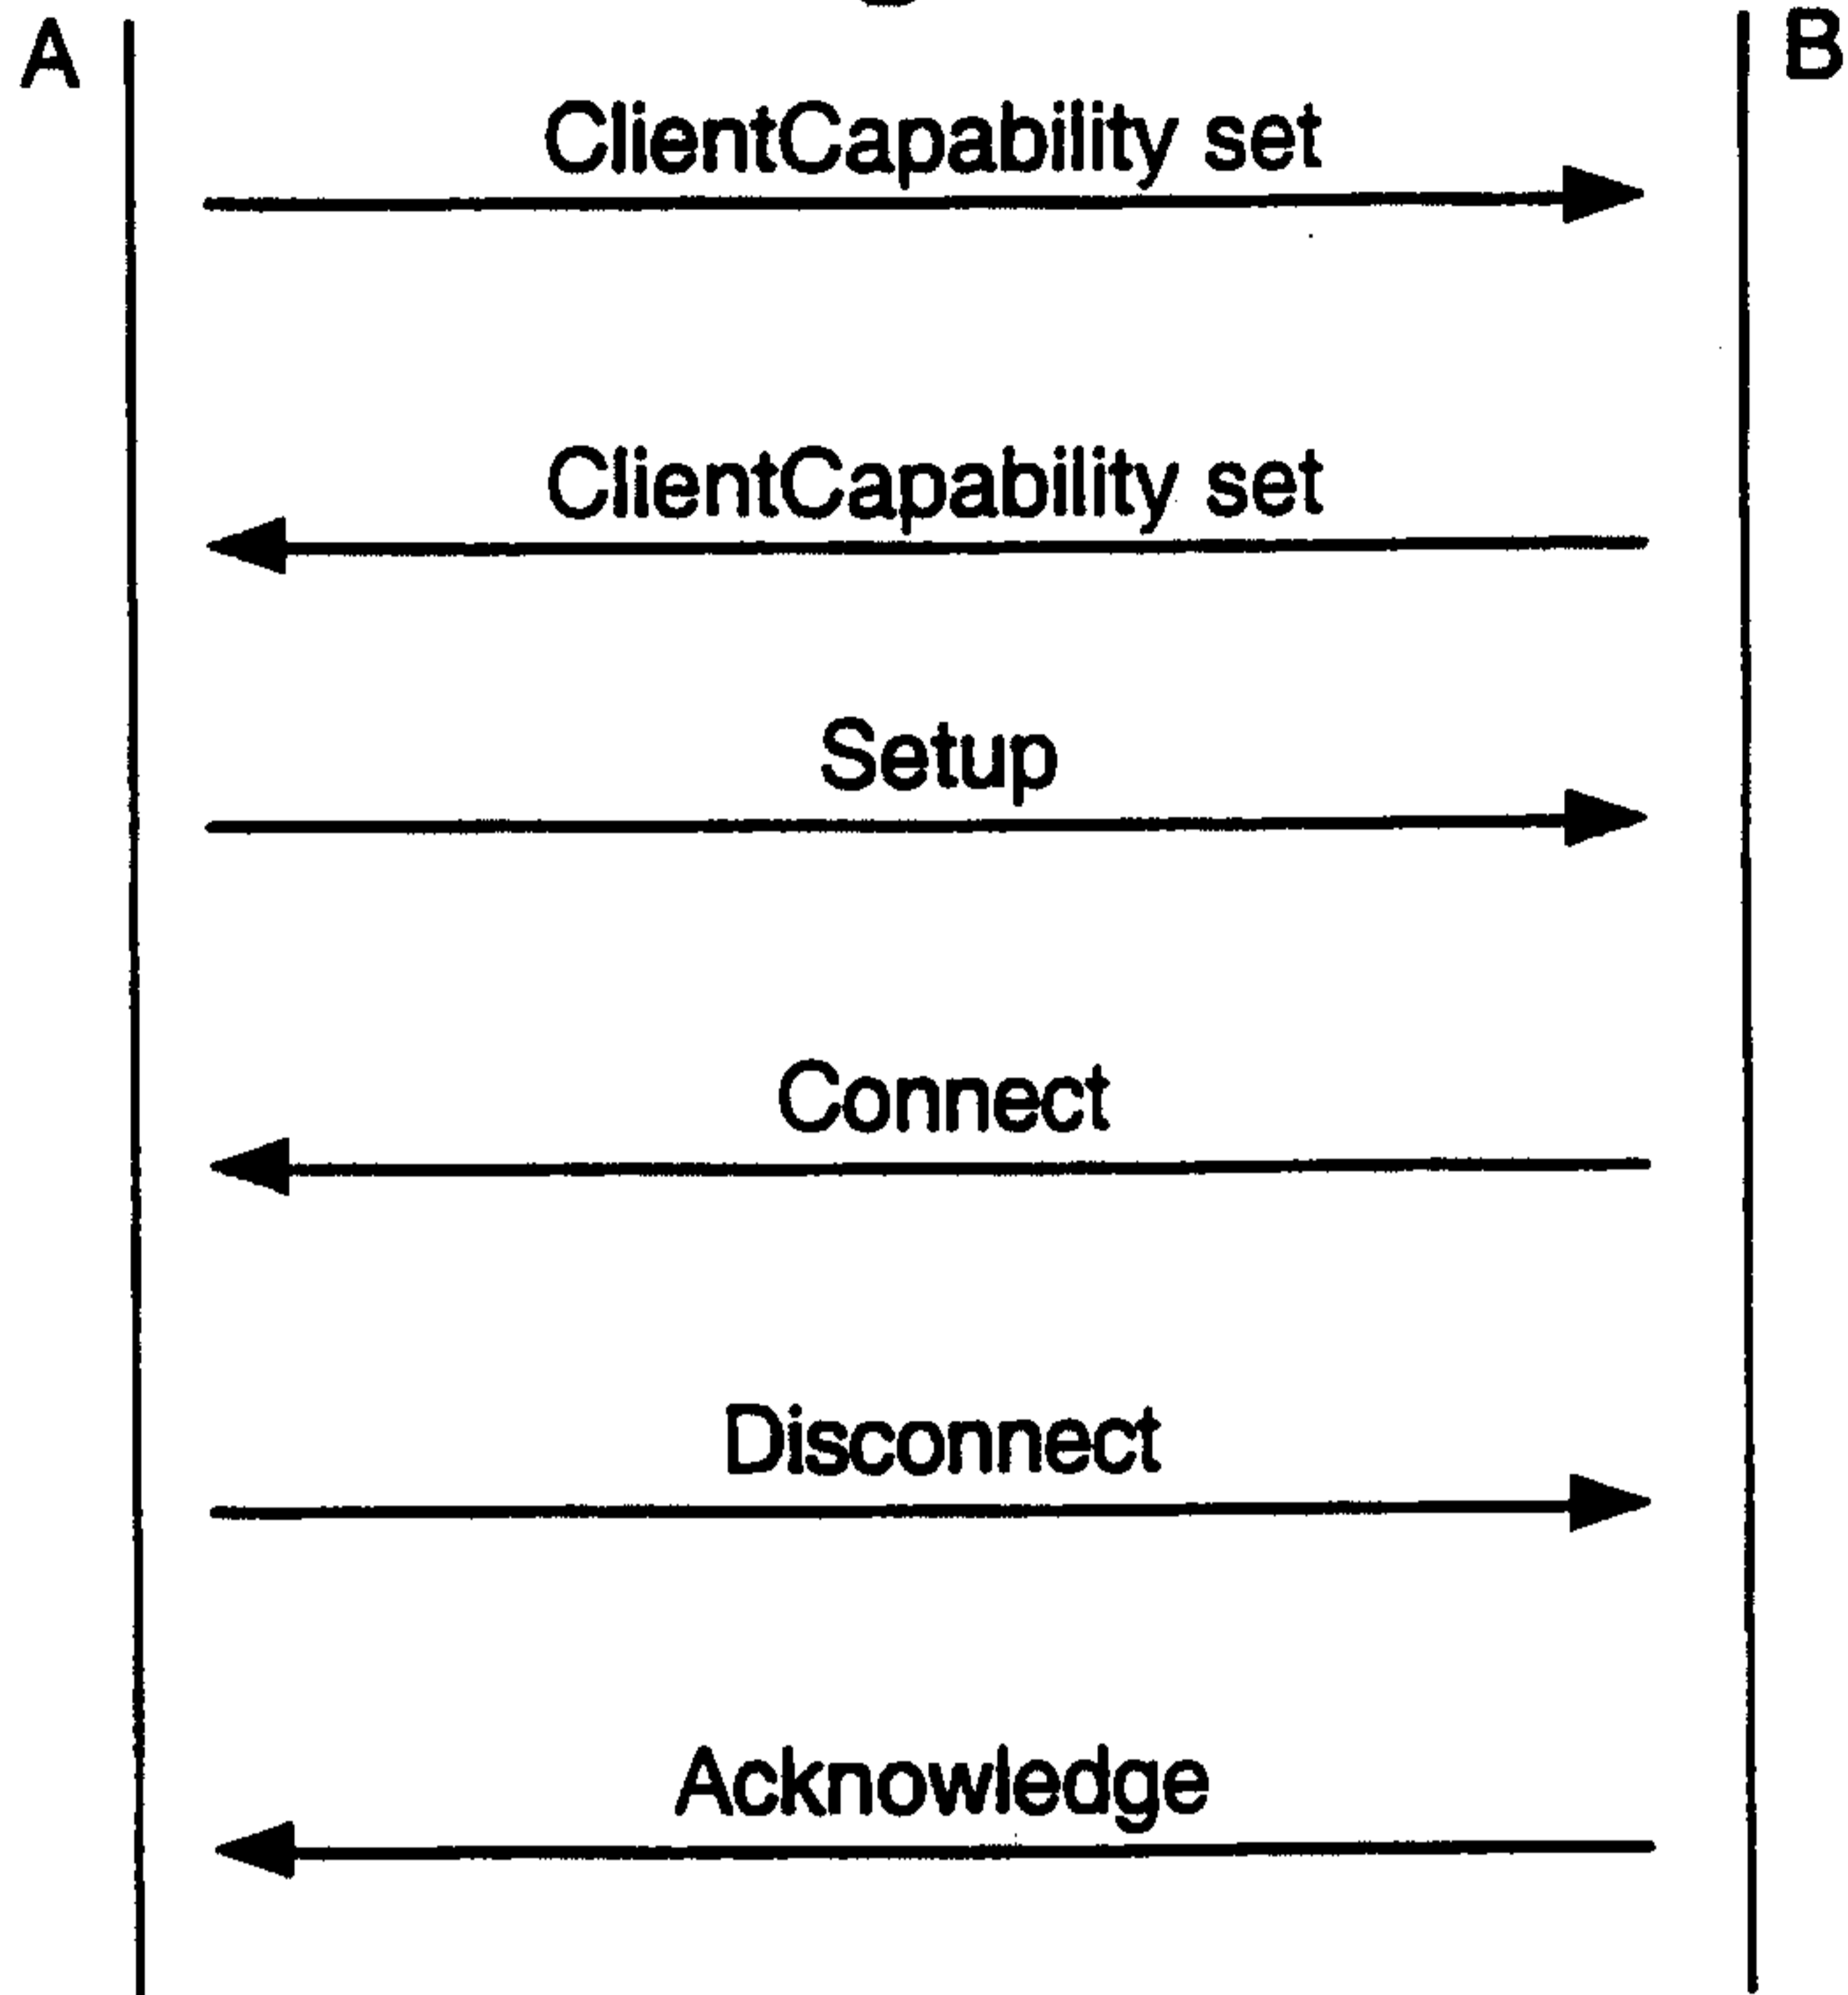 A
B
ClientCapability set
ClientCapability set
Setup
Connect
Disconnect
Acknowledge